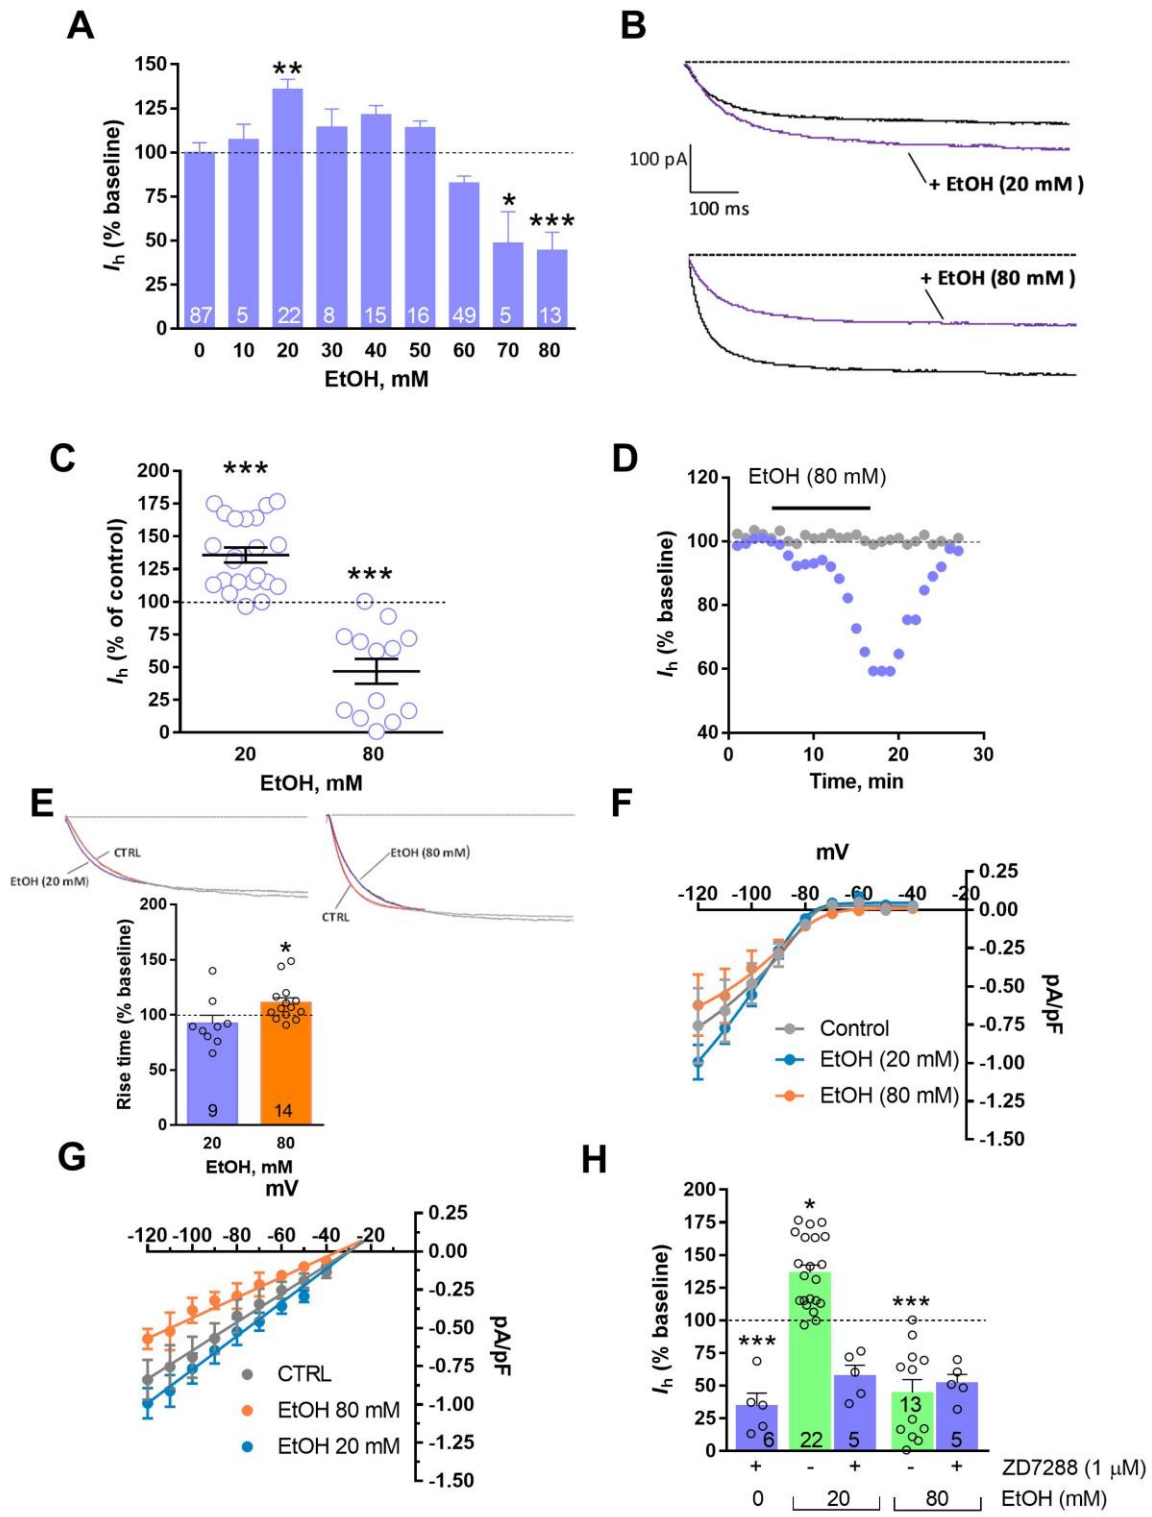 A
150
125
100
75
50
25
0
Ih (% baseline)
**
*
***
87 5 22 8 15 16 49 5 13
0 10 20 30 40 50 60 70 80
EtOH, mM
B
100 pA
100 ms
+ EtOH (20 mM )
+ EtOH (80 mM )
C
200
175
150
125
100
75
50
25
0
Ih (% of control)
***
***
20 80
EtOH, mM
D
EtOH (80 mM)
120
100
80
60
40
Ih (% baseline)
0 10 20 30
Time, min
E
CTRL
EtOH (20 mM)
EtOH (80 mM)
CTRL
200
150
100
50
0
Rise time (% baseline)
*
9 14
20 80
EtOH, mM
F
mV
-120 -100 -80 -60 -40 -20
0.25
0.00
-0.25
-0.50
-0.75
-1.00
-1.25
-1.50
pA/pF
Control
EtOH (20 mM)
EtOH (80 mM)
G
mV
-120 -100 -80 -60 -40 -20
0.25
0.00
-0.25
-0.50
-0.75
-1.00
-1.25
-1.50
pA/pF
CTRL
EtOH 80 mM
EtOH 20 mM
H
200
175
150
125
100
75
50
25
0
Ih (% baseline)
***
*
***
6 22 5 13 5
+ - + - + ZD7288 (1 µM)
0 20 80 EtOH (mM)